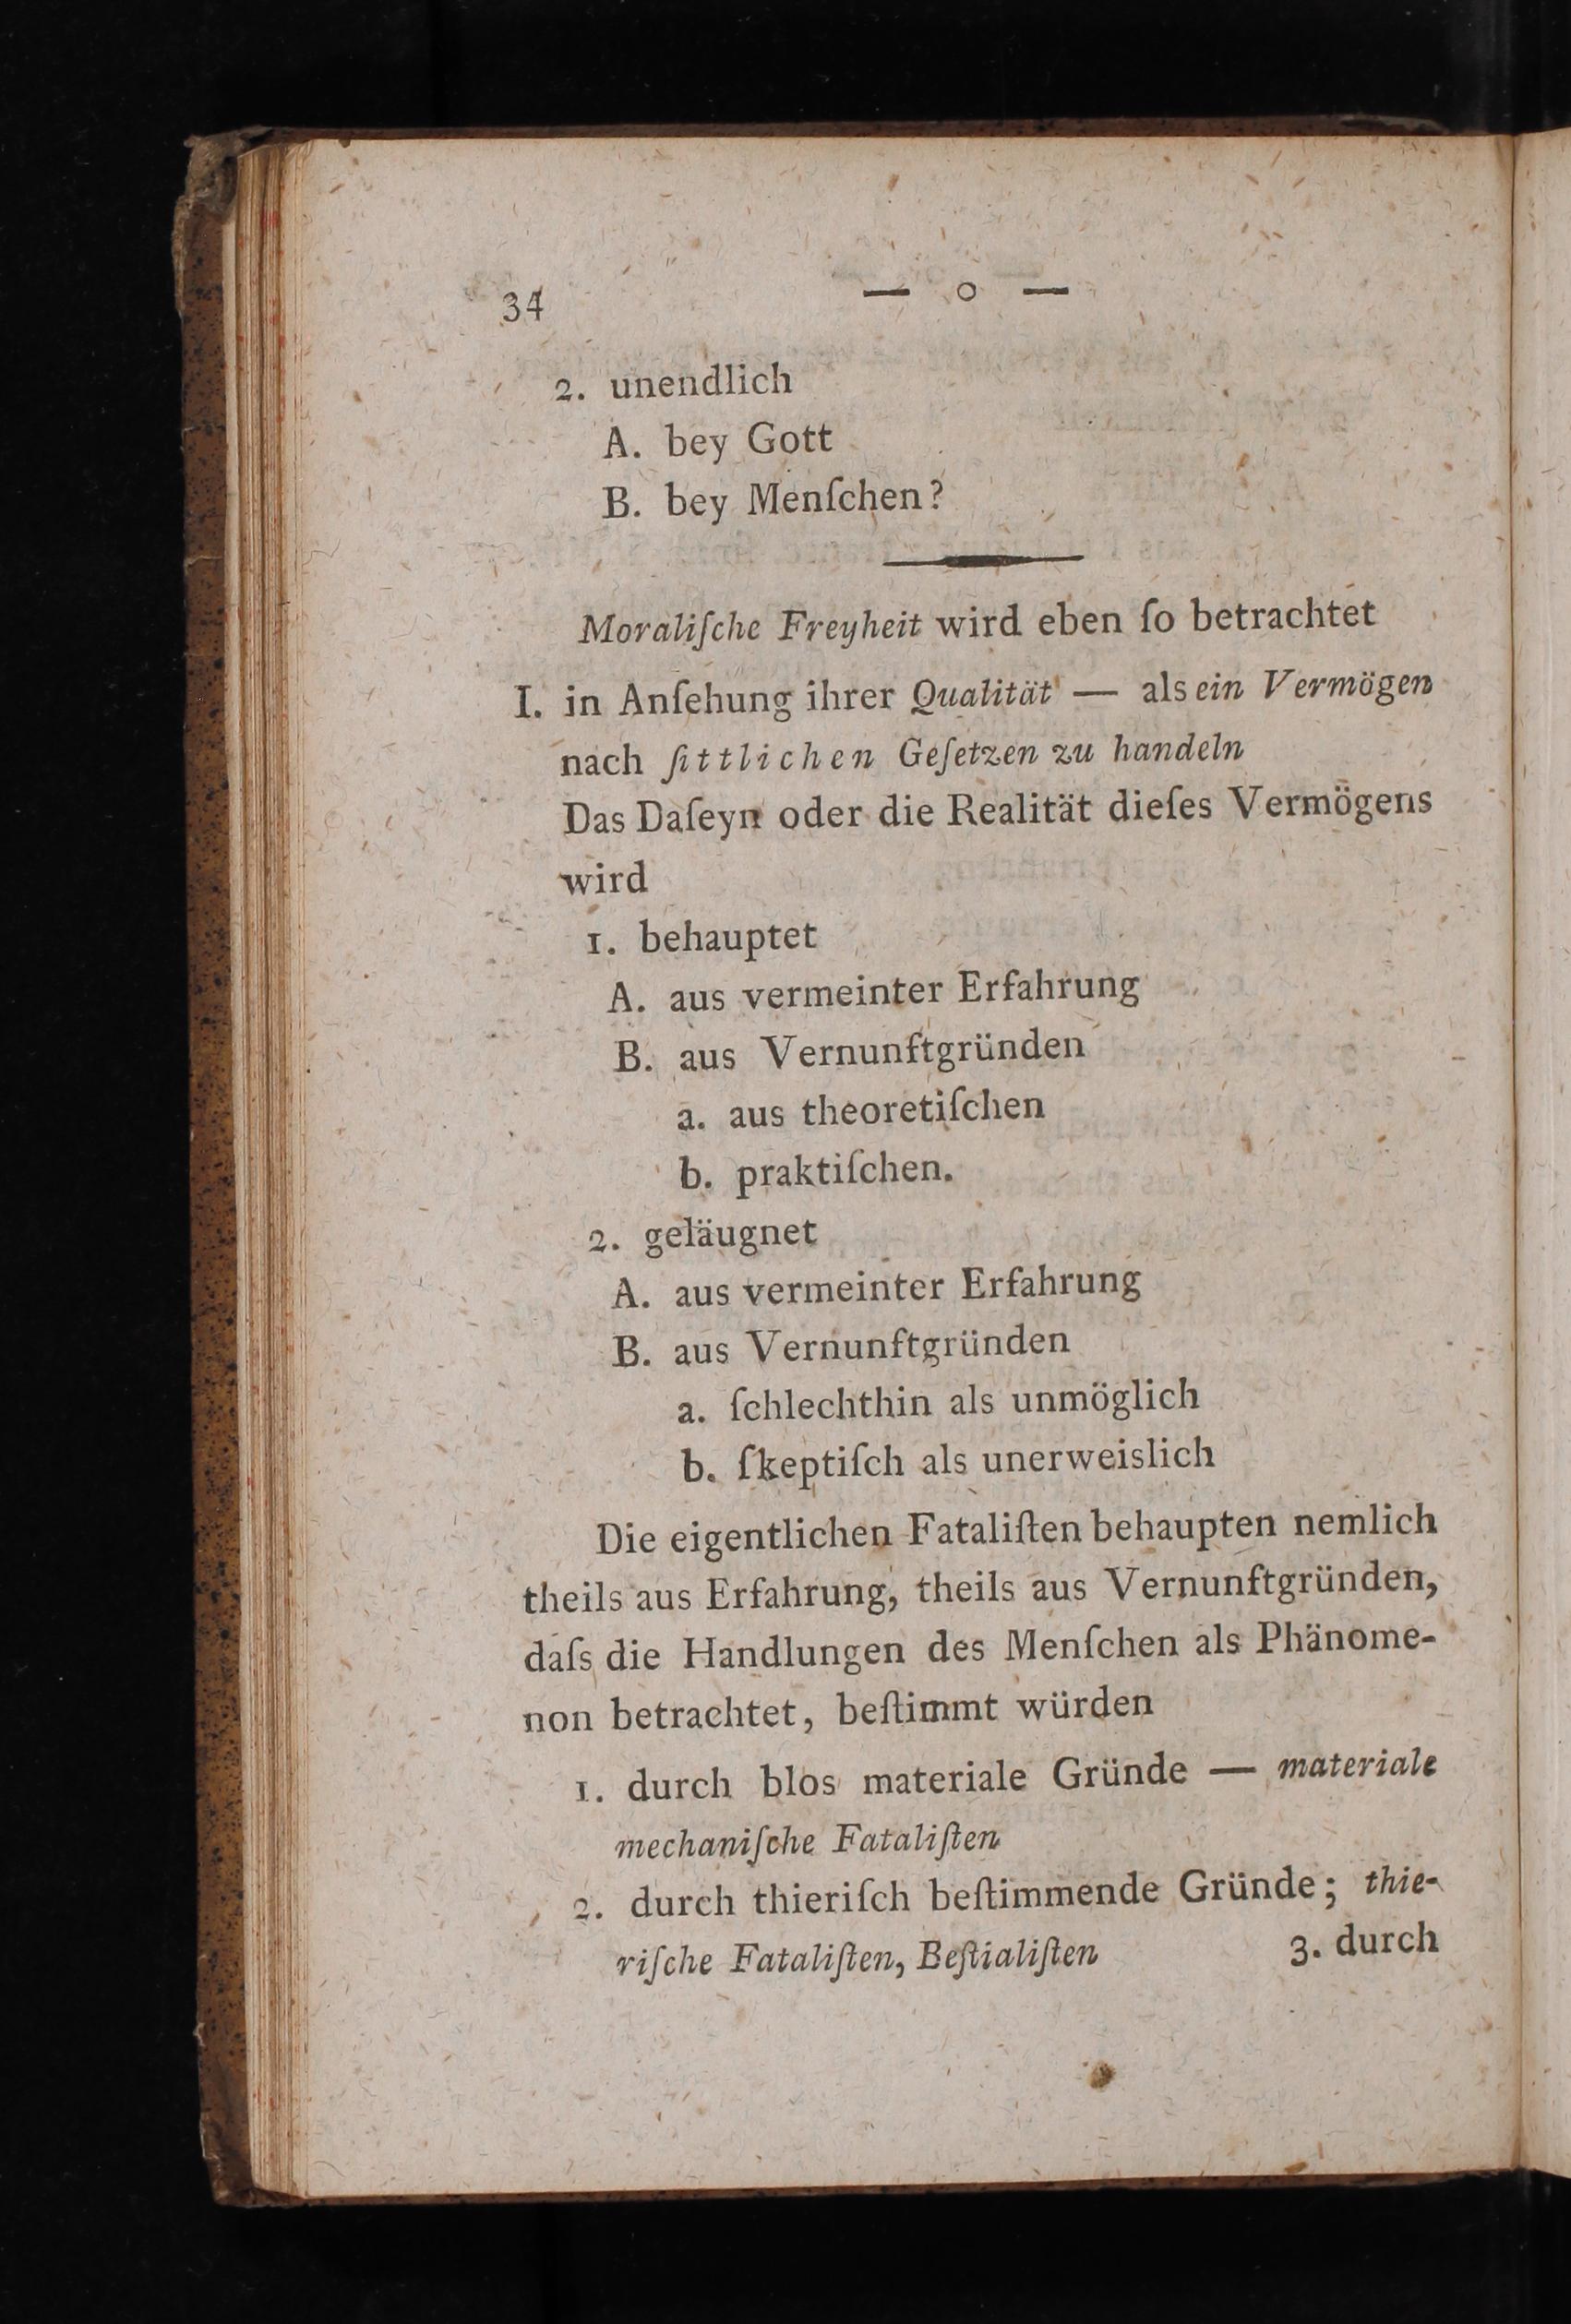 34 — o —
2. unendlich
A. bey Gott
B. bey Menſchen?
Moraliſche Freyheit wird eben ſo betrachtet
I. in Anſehung ihrer Qualität — als ein Vermögen
nach ſittlichen Geſetzen zu handeln
Das Daſeyn oder die Realität dieſes Vermögens
wird
1. behauptet
A. aus vermeinter Erfahrung
B. aus Vernunftgründen
a. aus theoretiſchen
b. praktiſchen.
2. geläugnet
A. aus vermeinter Erfahrung
B. aus Vernunftgründen
a. ſchlechthin als unmöglich
b. ſkeptiſch als unerweislich
Die eigentlichen Fataliſten behaupten nemlich
theils aus Erfahrung, theils aus Vernunftgründen,
daſs die Handlungen des Menſchen als Phänome-
non betrachtet, beſtimmt würden
1. durch blos materiale Gründe — materiale
mechaniſche Fataliſten
2. durch thieriſch beſtimmende Gründe; thie-
riſche Fataliſten, Beſtialiſten
3. durch